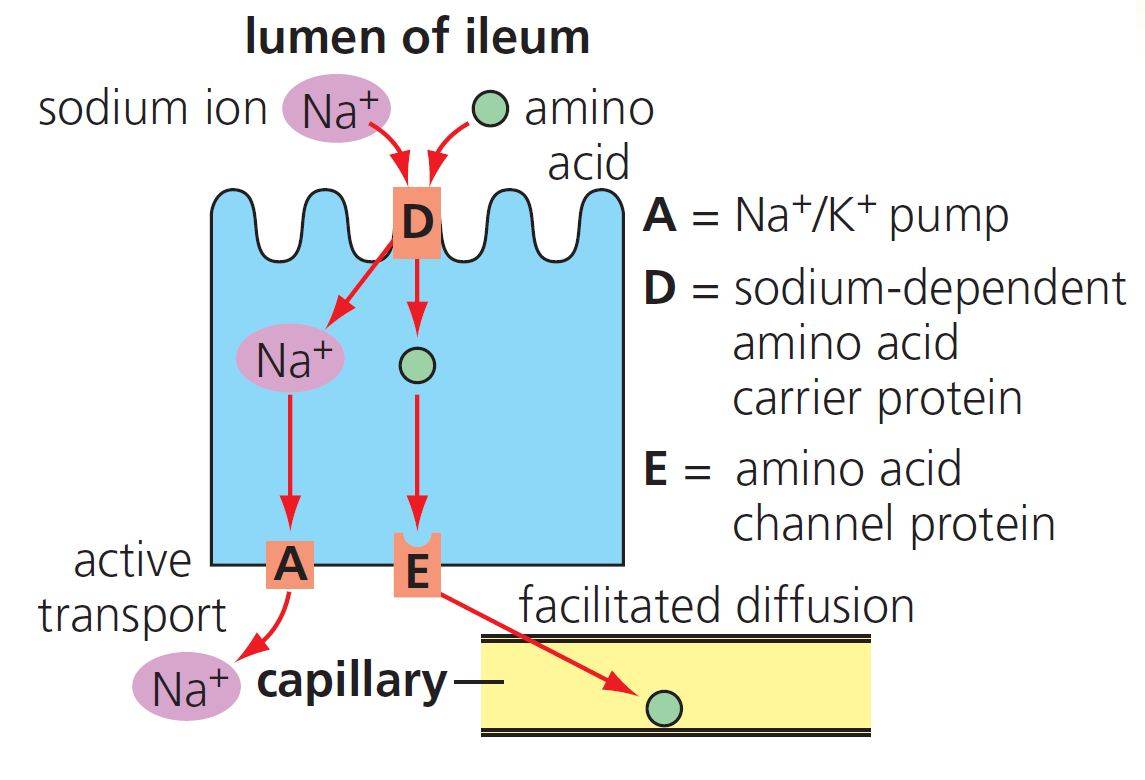 lumen of ileum
sodium ion Na⁺ amino
acid
D
A = Na⁺/K⁺ pump
D = sodium-dependent
amino acid
carrier protein
Na⁺
E = amino acid
channel protein
A
E
active
transport
facilitated diffusion
Na⁺
capillary